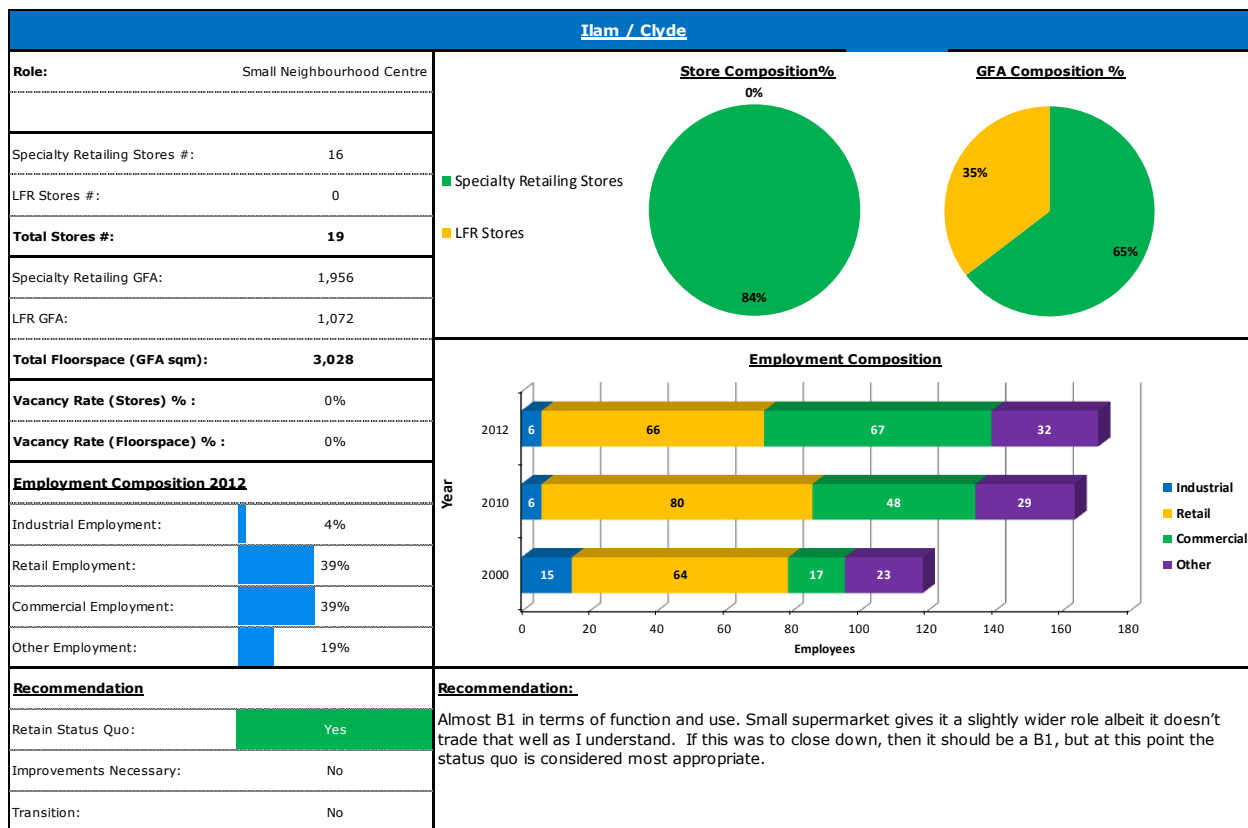 Ilam / Clyde
Role: Small Neighbourhood Centre
Specialty Retailing Stores #: 16
LFR Stores #: 0
Total Stores #: 19
Specialty Retailing GFA: 1,956
LFR GFA: 1,072
Total Floorspace (GFA sqm): 3,028
Vacancy Rate (Stores) % : 0%
Vacancy Rate (Floorspace) % : 0%
Employment Composition 2012
Industrial Employment: 4%
Retail Employment: 39%
Commercial Employment: 39%
Other Employment: 19%
Recommendation
Retain Status Quo: Yes
Improvements Necessary: No
Transition: No
Store Composition%
0%
84%
Specialty Retailing Stores
LFR Stores
GFA Composition %
35%
65%
Employment Composition
Year
2012 6 66 67 32
2010 6 80 48 29
2000 15 64 17 23
0 20 40 60 80 100 120 140 160 180
Employees
Industrial
Retail
Commercial
Other
Recommendation:
Almost B1 in terms of function and use. Small supermarket gives it a slightly wider role albeit it doesn't
trade that well as I understand. If this was to close down, then it should be a B1, but at this point the
status quo is considered most appropriate.